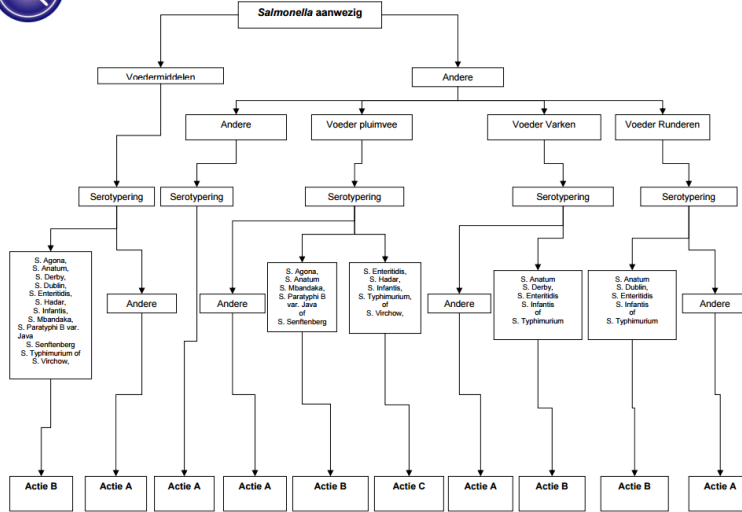 Salmonella aanwezig
Voedermiddelen
Andere
Andere
Voeder pluimvee
Voeder Varken
Voeder Runderen
Serotypering
Serotypering
Serotypering
Serotypering
Serotypering
S. Agona,
S. Anatum,
S. Derby,
S. Dublin,
S. Enteritidis,
S. Hadar,
S. Infantis,
S. Mbandaka,
S. Paratyphi B var.
Java
S. Senftenberg
S. Typhimurium of
S. Virchow,
Andere
Andere
S. Agona,
S. Anatum
S. Mbandaka,
S. Paratyphi B
var. Java
of
S. Senftenberg
S. Enteritidis,
S. Hadar,
S. Infantis,
S. Typhimurium,
of
S. Virchow,
Andere
S. Anatum
S. Derby,
S. Enteritidis
S. Infantis
of
S. Typhimurium
S. Anatum
S. Dublin,
S. Enteritidis
S. Infantis
of
S. Typhimurium
Andere
Actie B
Actie A
Actie A
Actie A
Actie B
Actie C
Actie A
Actie B
Actie B
Actie A